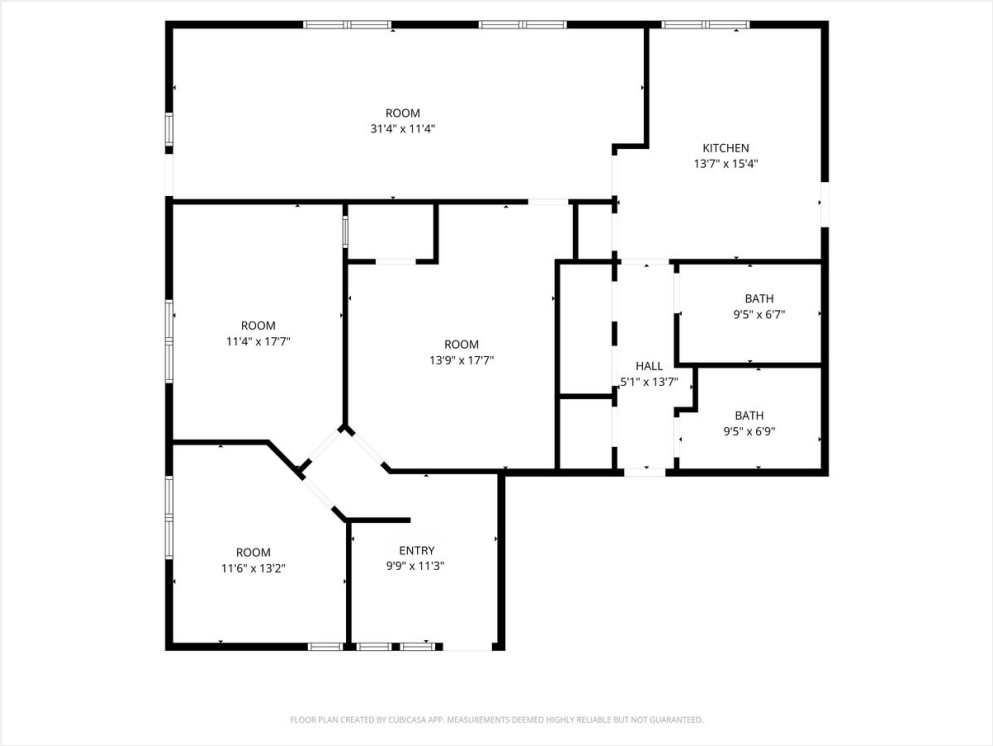 ROOM
31'4" x 11'4"
KITCHEN
13'7" x 15'4"
BATH
9'5" x 6'7"
ROOM
11'4" x 17'7"
ROOM
13'9" x 17'7"
HALL
5'1" x 13'7"
BATH
9'5" x 6'9"
ROOM
11'6" x 13'2"
ENTRY
9'9" x 11'3"
FLOOR PLAN CREATED BY CUBICASA APP. MEASUREMENTS DEEMED HIGHLY RELIABLE BUT NOT GUARANTEED.